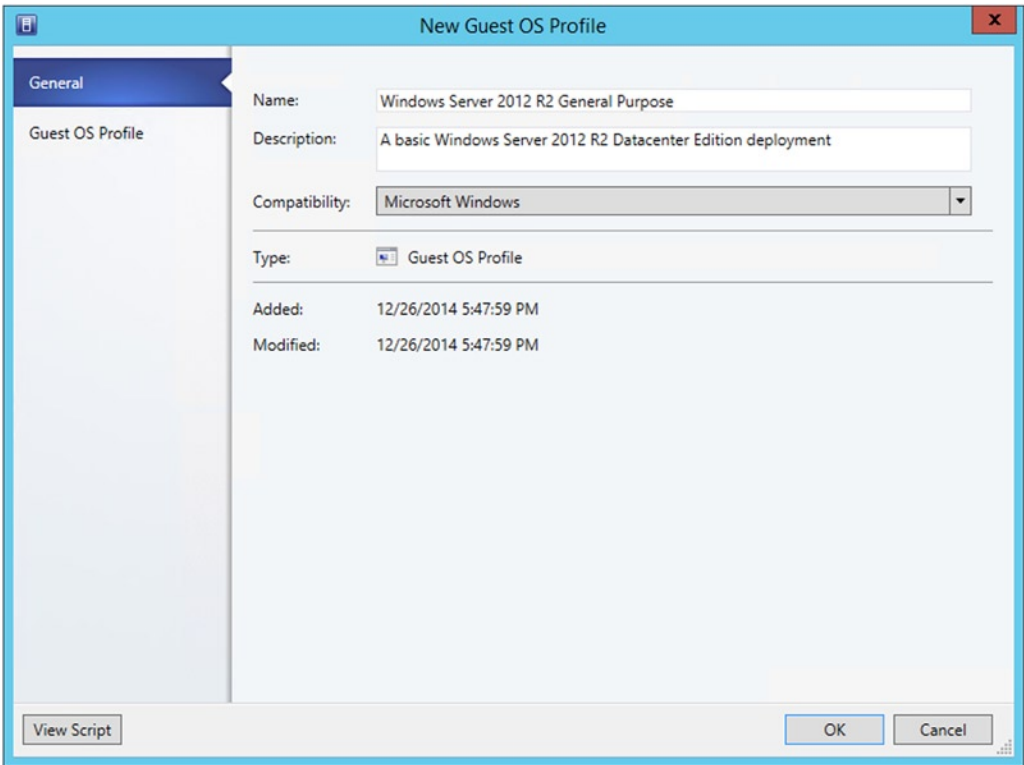 New Guest OS Profile
x
General
Guest OS Profile
Name: Windows Server 2012 R2 General Purpose
Description: A basic Windows Server 2012 R2 Datacenter Edition deployment
Compatibility: Microsoft Windows
Type: Guest OS Profile
Added: 12/26/2014 5:47:59 PM
Modified: 12/26/2014 5:47:59 PM
View Script OK Cancel